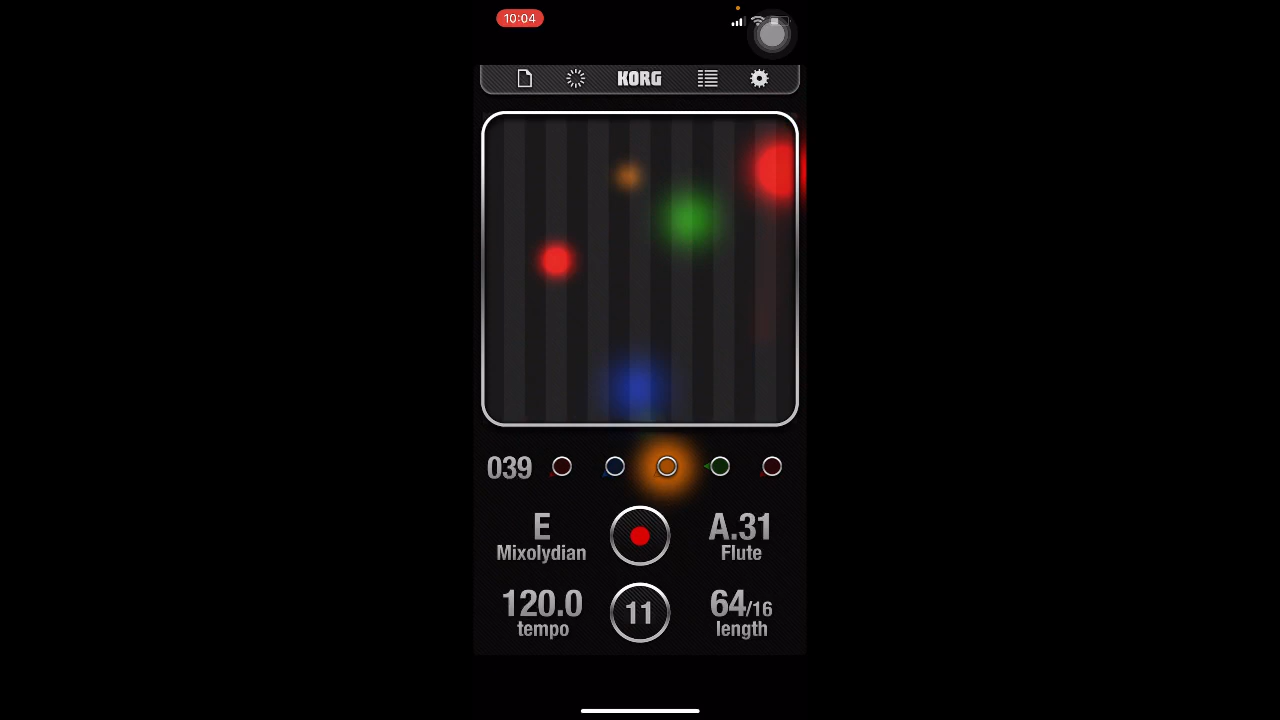 10:04
KORG
039
E
Mixolydian
A.31
Flute
120.0
tempo
11
64/16
length